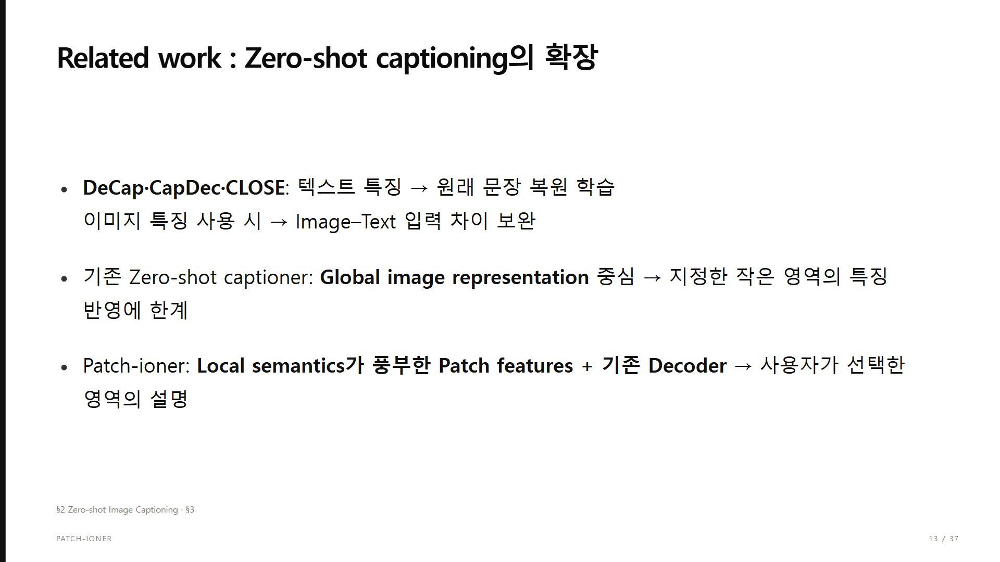 Related work : Zero-shot captioning의 확장
• DeCap·CapDec·CLOSE: 텍스트 특징 → 원래 문장 복원 학습
이미지 특징 사용 시 → Image–Text 입력 차이 보완
• 기존 Zero-shot captioner: Global image representation 중심 → 지정한 작은 영역의 특징
반영에 한계
• Patch-ioner: Local semantics가 풍부한 Patch features + 기존 Decoder → 사용자가 선택한
영역의 설명
§2 Zero-shot Image Captioning · §3
PATCH-IONER
13 / 37